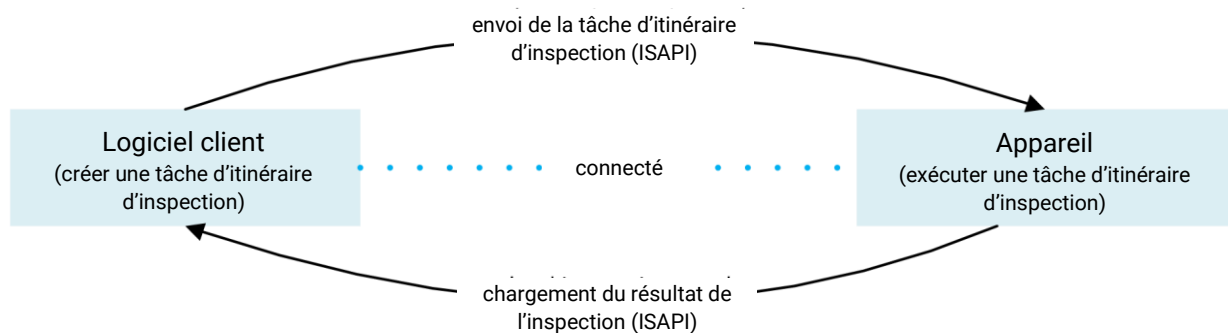 envoi de la tâche d’itinéraire
d’inspection (ISAPI)
Logiciel client
(créer une tâche d’itinéraire
d’inspection)
connecté
Appareil
(exécuter une tâche d’itinéraire
d’inspection)
chargement du résultat de
l’inspection (ISAPI)